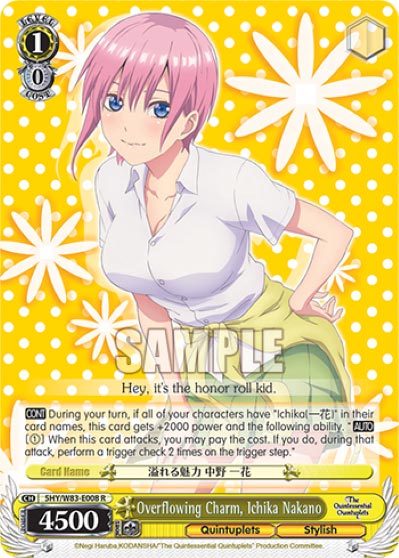 LEVEL
1
0
COST
SAMPLE
Hey, it's the honor roll kid.
CONT During your turn, if all of your characters have "Ichika(一花)" in their
card names, this card gets +2000 power and the following ability. " AUTO
[①] When this card attacks, you may pay the cost. If you do, during that
attack, perform a trigger check 2 times on the trigger step."
Card Name
溢れる魅力 中野 一花
CH 5HY/W83-E008 R
4500
Overflowing Charm, Ichika Nakano
The
Quintessential
Quintuplets
Quintuplets
Stylish
©Negi Haruba,KODANSHA/"The Quintessential Quintuplets" Production Committee.